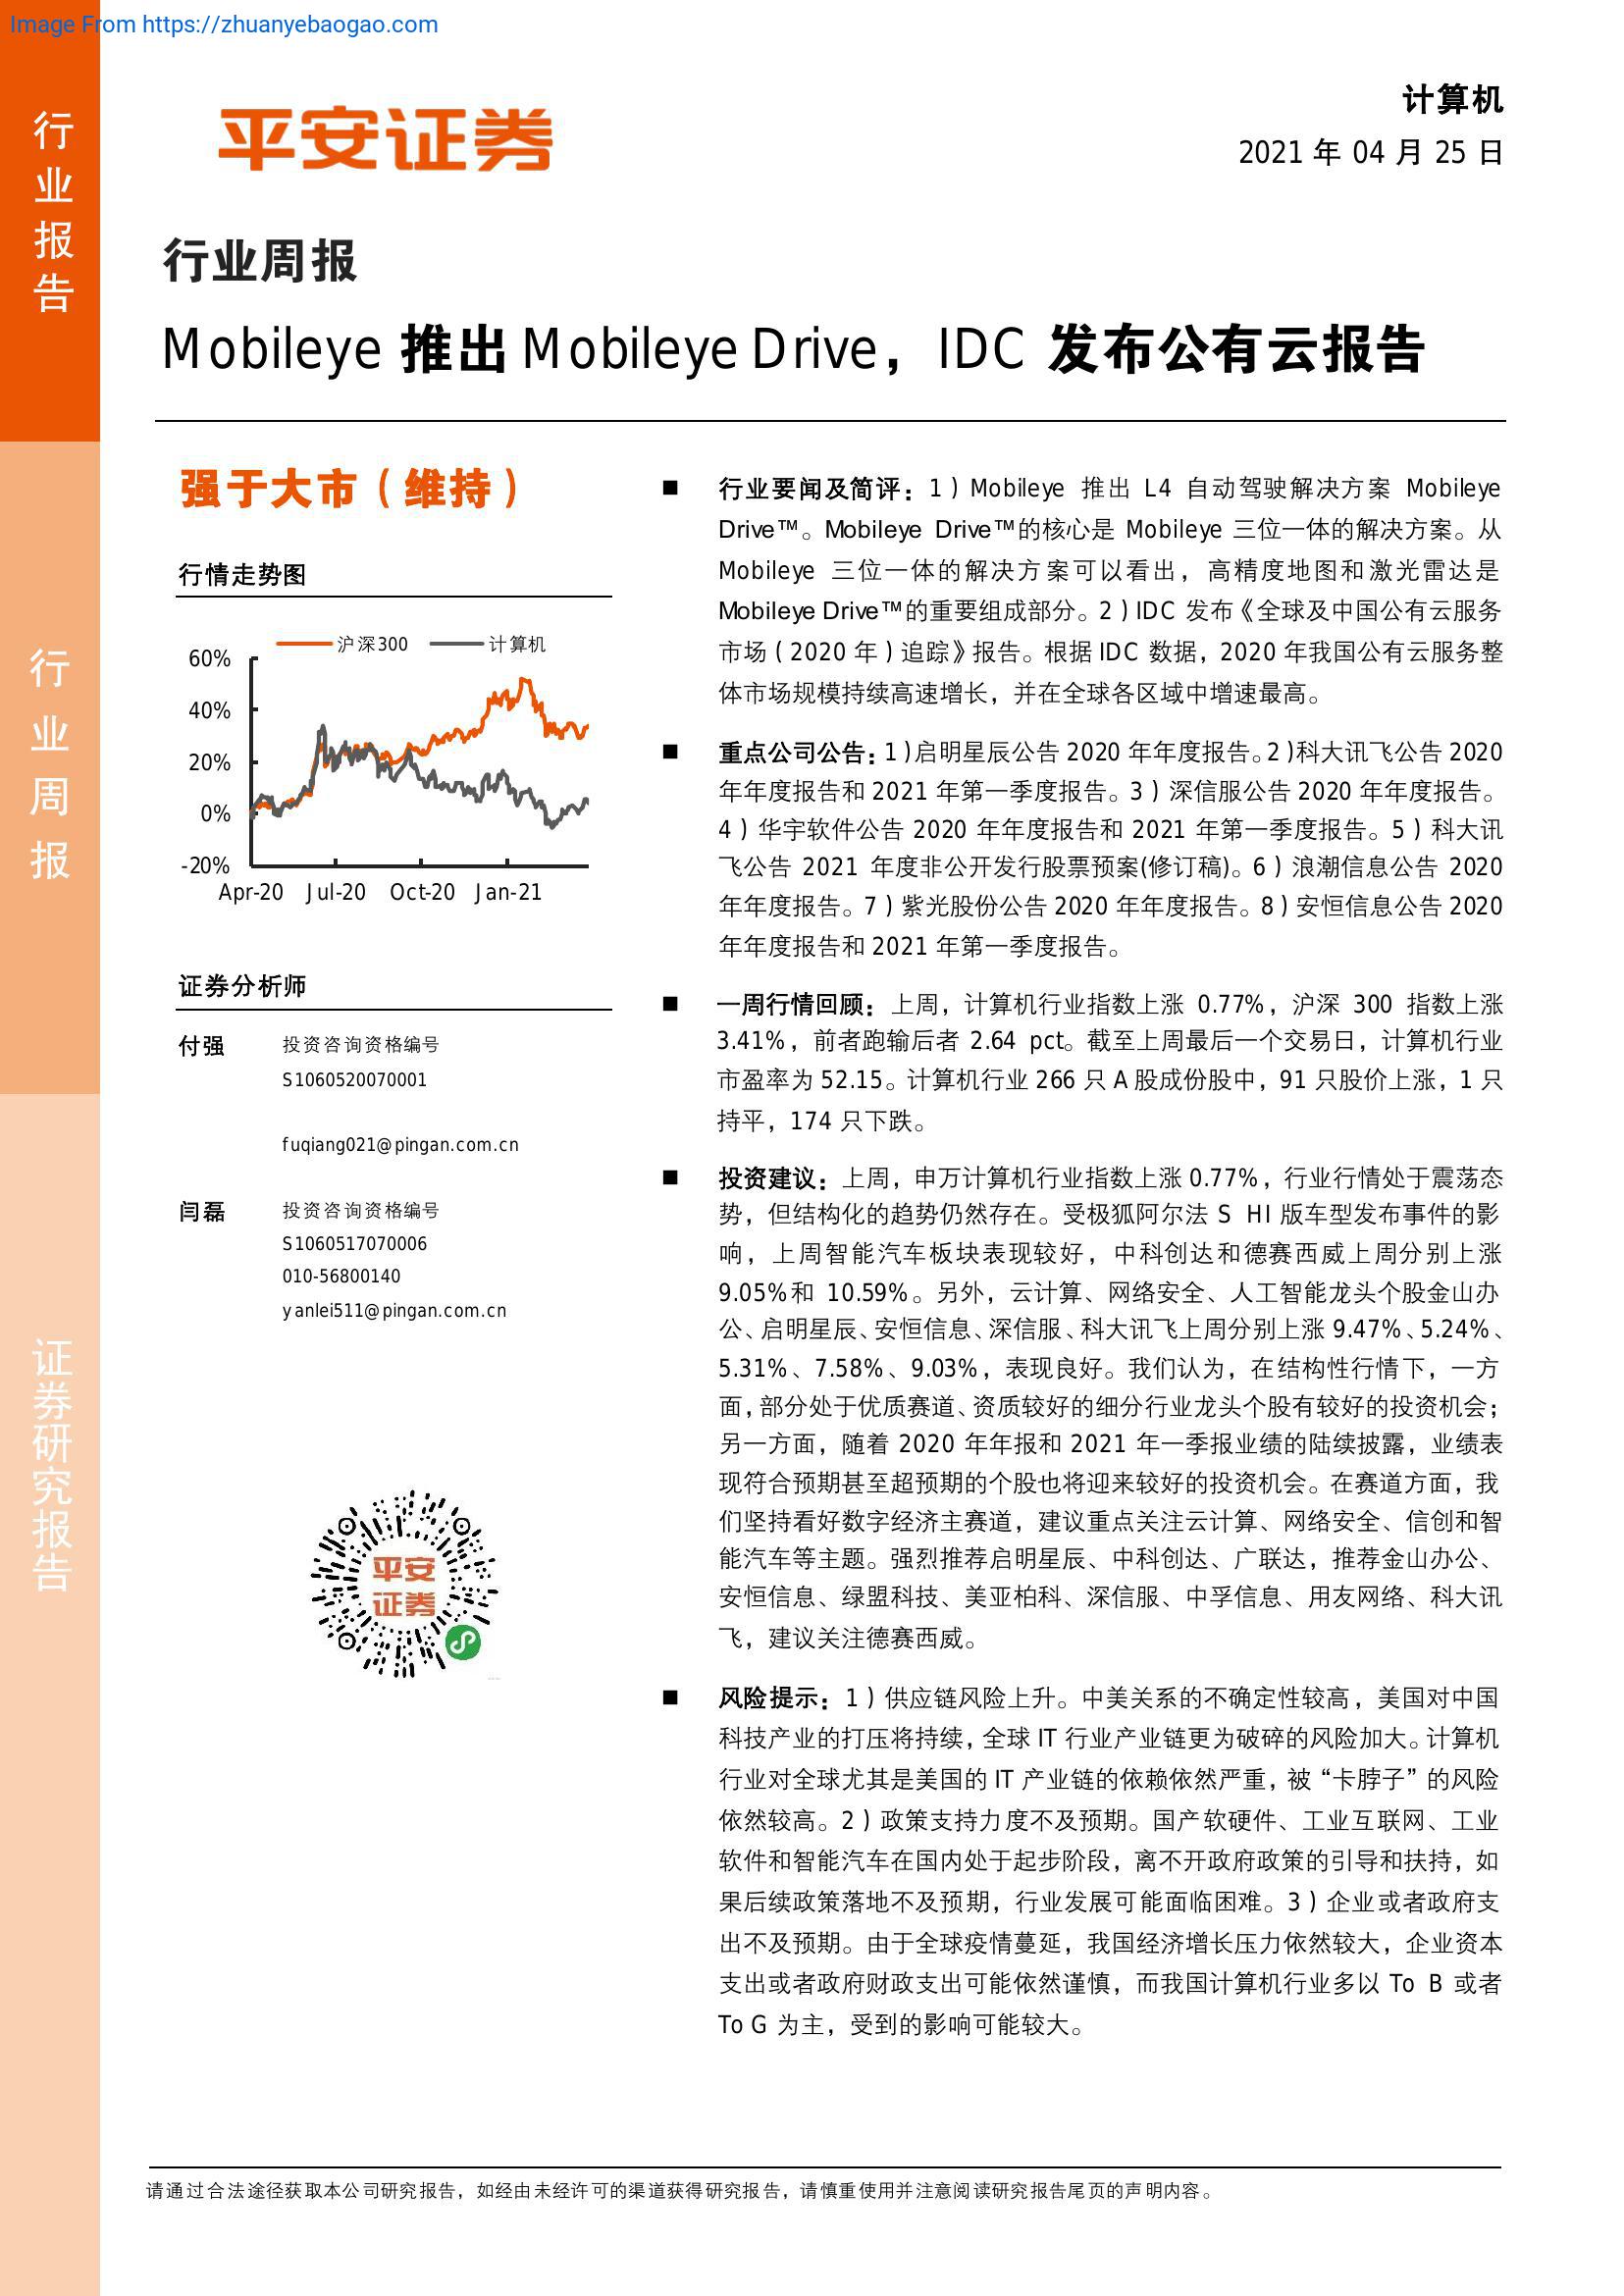 Image From https://zhuanyebaogao.com
行业报告
行业周报
证券研究报告
平安证券
计算机
2021 年 04 月 25 日
行业周报
Mobileye 推出 Mobileye Drive，IDC 发布公有云报告
强于大市（维持）
行情走势图
沪深300 计算机
60%
40%
20%
0%
-20%
Apr-20 Jul-20 Oct-20 Jan-21
证券分析师
付强 投资咨询资格编号
S1060520070001
fuqiang021@pingan.com.cn
闫磊 投资咨询资格编号
S1060517070006
010-56800140
yanlei511@pingan.com.cn
平安
证券
■ 行业要闻及简评：1）Mobileye 推出 L4 自动驾驶解决方案 Mobileye
Drive™。Mobileye Drive™的核心是 Mobileye 三位一体的解决方案。从
Mobileye 三位一体的解决方案可以看出，高精度地图和激光雷达是
Mobileye Drive™的重要组成部分。2）IDC 发布《全球及中国公有云服务
市场（2020 年）追踪》报告。根据 IDC 数据，2020 年我国公有云服务整
体市场规模持续高速增长，并在全球各区域中增速最高。
■ 重点公司公告：1）启明星辰公告 2020 年年度报告。2）科大讯飞公告 2020
年年度报告和 2021 年第一季度报告。3）深信服公告 2020 年年度报告。
4）华宇软件公告 2020 年年度报告和 2021 年第一季度报告。5）科大讯
飞公告 2021 年度非公开发行股票预案(修订稿)。6）浪潮信息公告 2020
年年度报告。7）紫光股份公告 2020 年年度报告。8）安恒信息公告 2020
年年度报告和 2021 年第一季度报告。
■ 一周行情回顾：上周，计算机行业指数上涨 0.77%，沪深 300 指数上涨
3.41%，前者跑输后者 2.64 pct。截至上周最后一个交易日，计算机行业
市盈率为 52.15。计算机行业 266 只 A 股成份股中，91 只股价上涨，1 只
持平，174 只下跌。
■ 投资建议：上周，申万计算机行业指数上涨 0.77%，行业行情处于震荡态
势，但结构化的趋势仍然存在。受极狐阿尔法 S HI 版车型发布事件的影
响，上周智能汽车板块表现较好，中科创达和德赛西威上周分别上涨
9.05%和 10.59%。另外，云计算、网络安全、人工智能龙头个股金山办
公、启明星辰、安恒信息、深信服、科大讯飞上周分别上涨 9.47%、5.24%、
5.31%、7.58%、9.03%，表现良好。我们认为，在结构性行情下，一方
面，部分处于优质赛道、资质较好的细分行业龙头个股有较好的投资机会；
另一方面，随着 2020 年年报和 2021 年一季报业绩的陆续披露，业绩表
现符合预期甚至超预期的个股也将迎来较好的投资机会。在赛道方面，我
们坚持看好数字经济主赛道，建议重点关注云计算、网络安全、信创和智
能汽车等主题。强烈推荐启明星辰、中科创达、广联达，推荐金山办公、
安恒信息、绿盟科技、美亚柏科、深信服、中孚信息、用友网络、科大讯
飞，建议关注德赛西威。
■ 风险提示：1）供应链风险上升。中美关系的不确定性较高，美国对中国
科技产业的打压将持续，全球 IT 行业产业链更为破碎的风险加大。计算机
行业对全球尤其是美国的 IT 产业链的依赖依然严重，被“卡脖子”的风险
依然较高。2）政策支持力度不及预期。国产软硬件、工业互联网、工业
软件和智能汽车在国内处于起步阶段，离不开政府政策的引导和扶持，如
果后续政策落地不及预期，行业发展可能面临困难。3）企业或者政府支
出不及预期。由于全球疫情蔓延，我国经济增长压力依然较大，企业资本
支出或者政府财政支出可能依然谨慎，而我国计算机行业多以 To B 或者
To G 为主，受到的影响可能较大。
请通过合法途径获取本公司研究报告，如经由未经许可的渠道获得研究报告，请慎重使用并注意阅读研究报告尾页的声明内容。